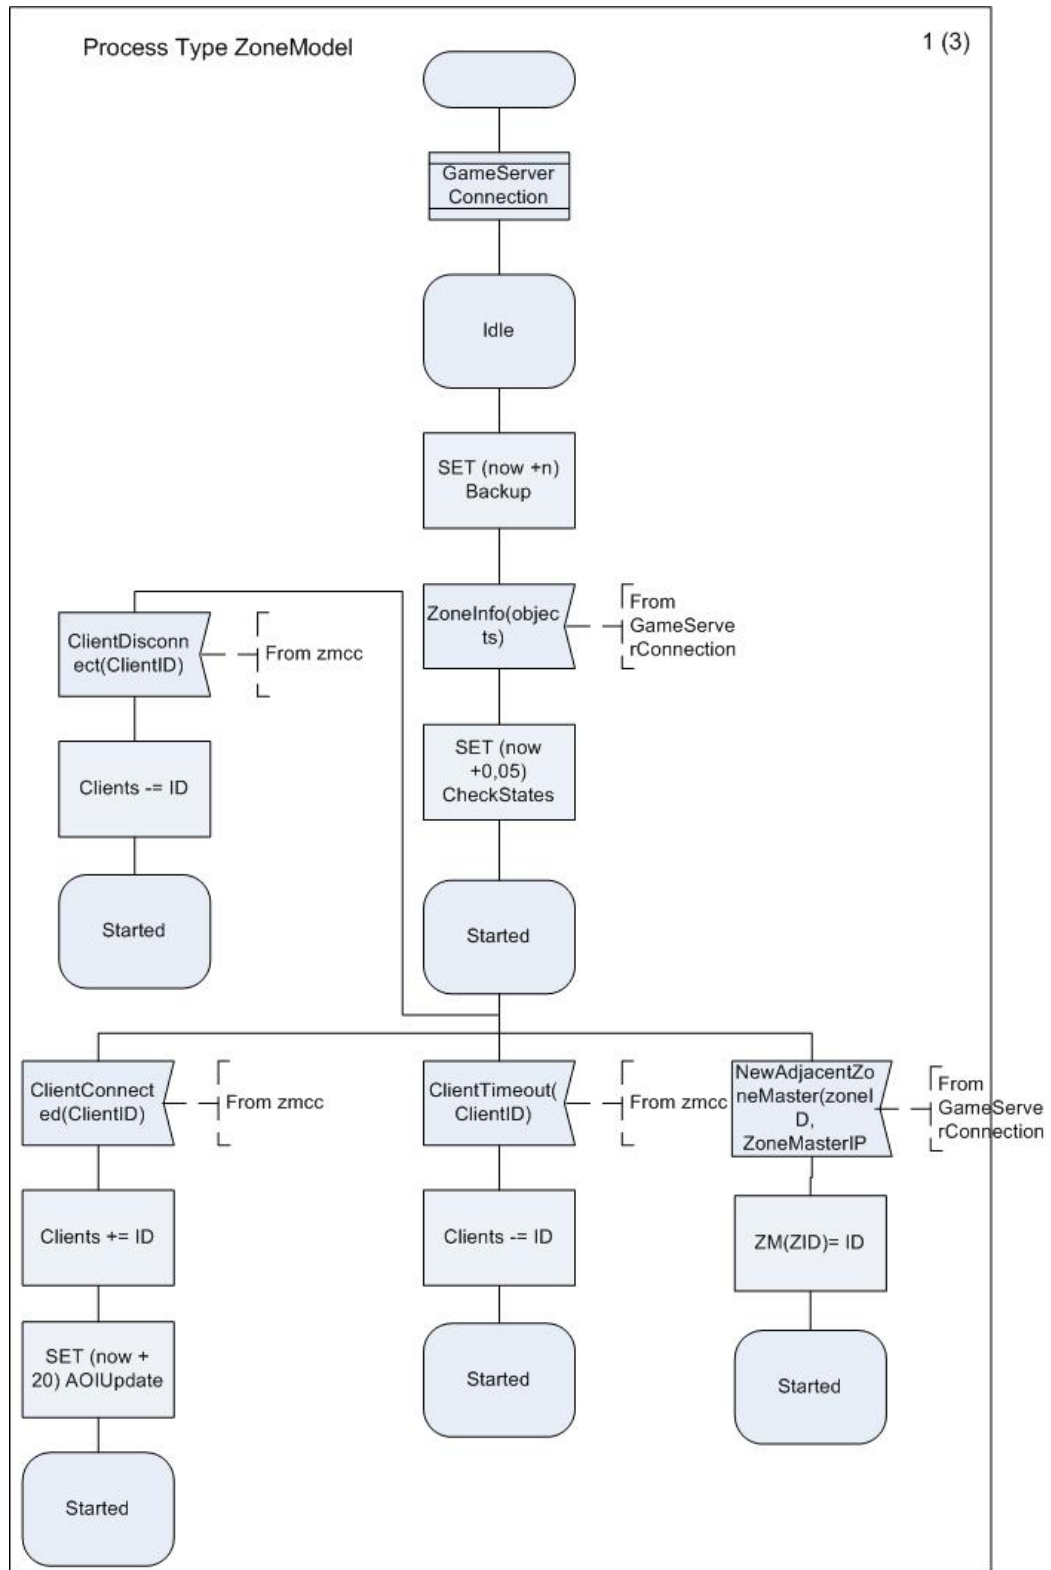 Process Type ZoneModel
1 (3)
GameServer
Connection
Idle
SET (now +n)
Backup
ZoneInfo(objec
ts)
From
GameServe
rConnection
ClientDisconn
ect(ClientID)
From zmcc
SET (now
+0,05)
CheckStates
Clients -= ID
Started
Started
ClientConnect
ed(ClientID)
From zmcc
ClientTimeout(
ClientID)
From zmcc
NewAdjacentZo
neMaster(zoneI
D,
ZoneMasterIP
From
GameServe
rConnection
Clients += ID
Clients -= ID
ZM(ZID)= ID
SET (now +
20) AOIUpdate
Started
Started
Started